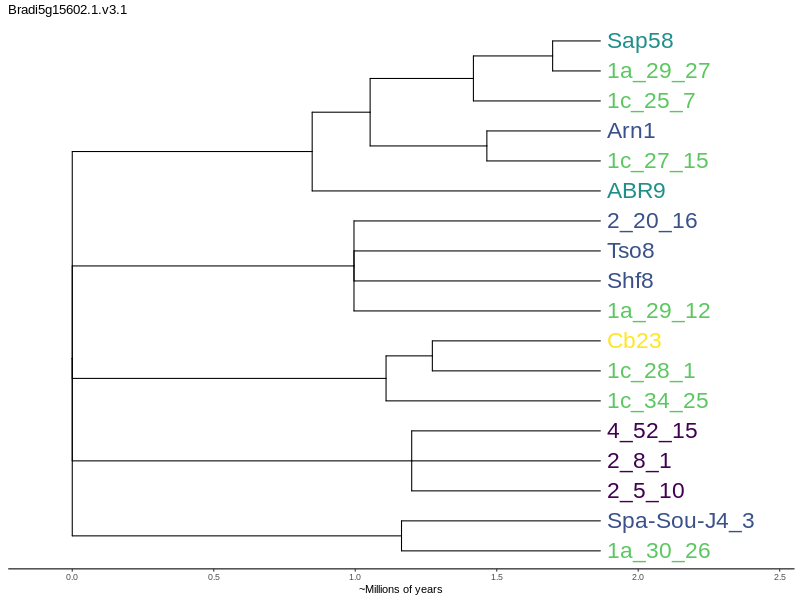 Bradi5g15602.1.v3.1
Sap58
1a_29_27
1c_25_7
Arn1
1c_27_15
ABR9
2_20_16
Tso8
Shf8
1a_29_12
Cb23
1c_28_1
1c_34_25
4_52_15
2_8_1
2_5_10
Spa-Sou-J4_3
1a_30_26
0.0 0.5 1.0 1.5 2.0 2.5
~Millions of years